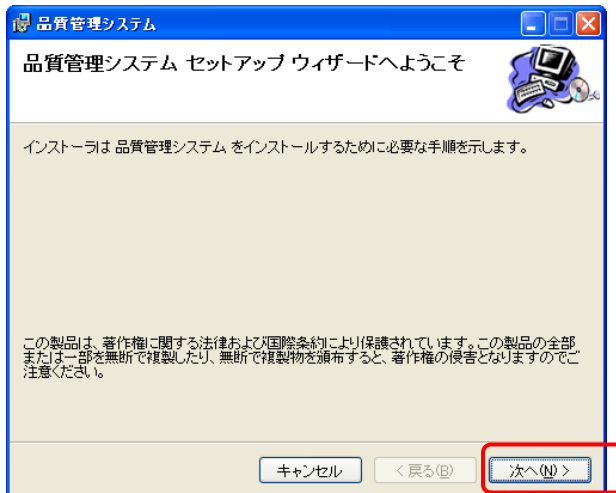 品質管理システム
品質管理システム セットアップ ウィザードへようこそ
インストーラは 品質管理システム をインストールするために必要な手順を示します。
この製品は、著作権に関する法律および国際条約により保護されています。この製品の全部
または一部を無断で複製したり、無断で複製物を頒布すると、著作権の侵害となりますのでご
注意ください。
キャンセル
< 戻る(B)
次へ(N) >